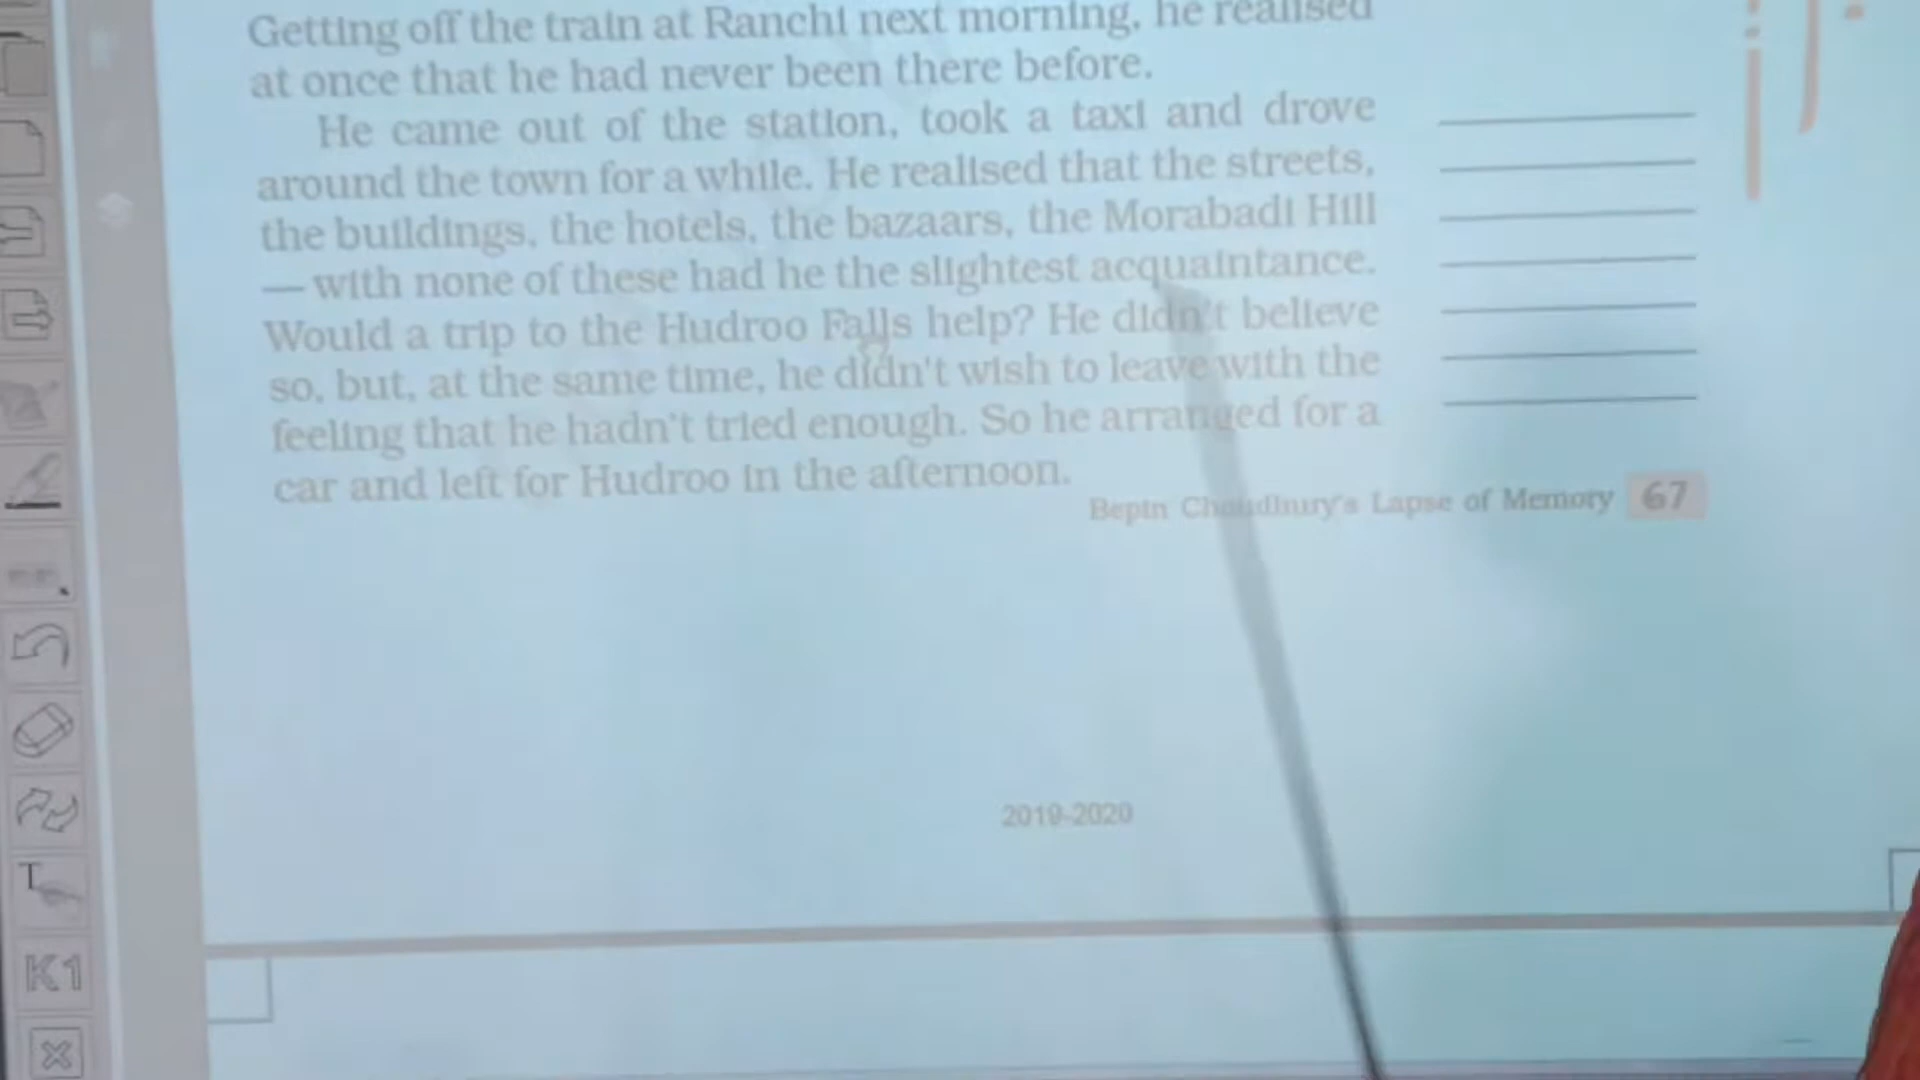 Getting off the train at Ranchi next morning, he realised
at once that he had never been there before.
He came out of the station, took a taxi and drove
around the town for a while. He realised that the streets,
the buildings, the hotels, the bazaars, the Morabadi Hill
— with none of these had he the slightest acquaintance.
Would a trip to the Hudroo Falls help? He didn't believe
so, but, at the same time, he didn't wish to leave with the
feeling that he hadn't tried enough. So he arranged for a
car and left for Hudroo in the afternoon.
Bepin Choudhury's Lapse of Memory 67
2019-2020
T
K1